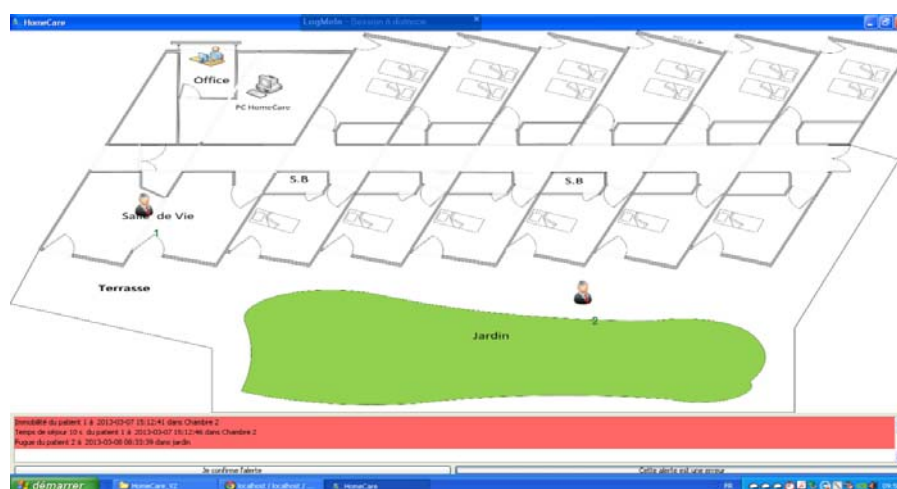 HomeCare
LogMeIn - Session à distance
Office
PC HomeCare
S.B
S.B
Salle de Vie
1
Terrasse
2
Jardin
Immobilité du patient 1 à 2013-03-07 15:12:41 dans Chambre 2
Temps de séjour 10 s. du patient 1 à 2013-03-07 15:12:46 dans Chambre 2
Fugue du patient 2 à 2013-03-08 08:33:39 dans jardin
Je confirme l'alerte
Cette alerte est une erreur
démarrer
HomeCare_V2
localhost / localhost / ...
HomeCare
FR